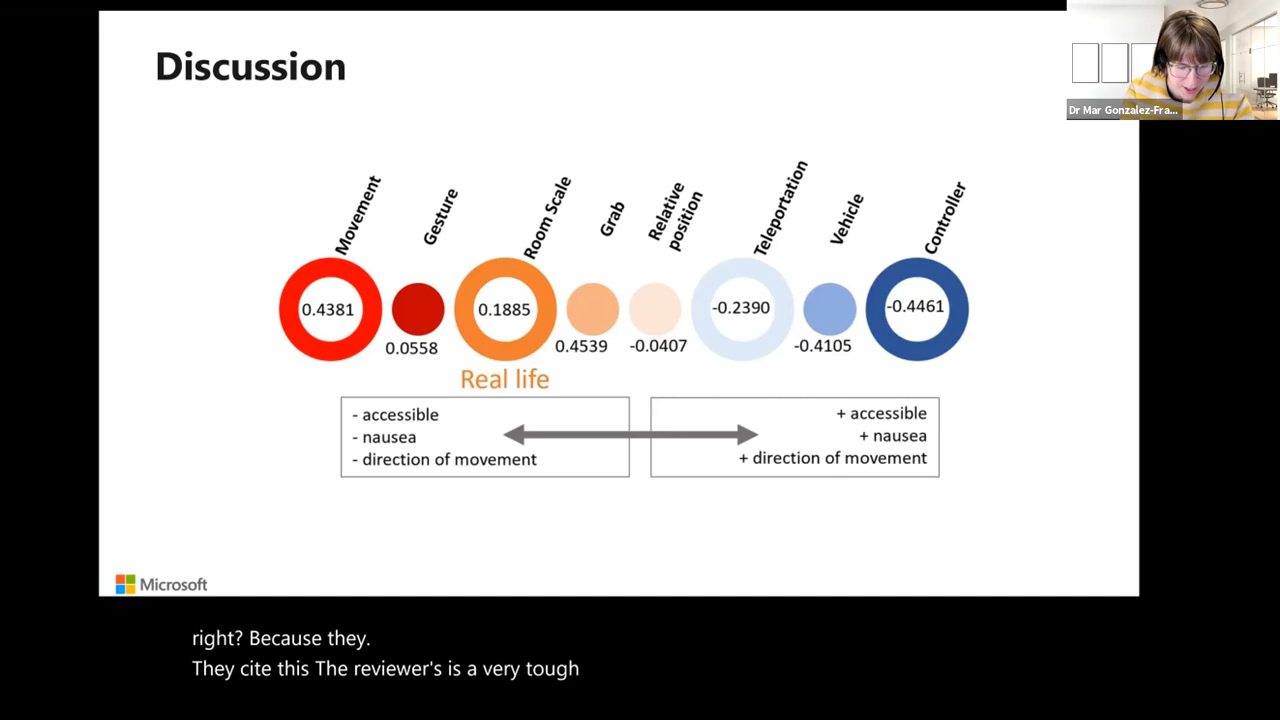 Discussion
Dr Mar Gonzalez-Fra...
Movement
Gesture
Room Scale
Grab
Relative
position
Teleportation
Vehicle
Controller
0.4381
0.0558
0.1885
0.4539
-0.0407
-0.2390
-0.4105
-0.4461
Real life
- accessible
- nausea
- direction of movement
+ accessible
+ nausea
+ direction of movement
Microsoft
right? Because they.
They cite this The reviewer's is a very tough